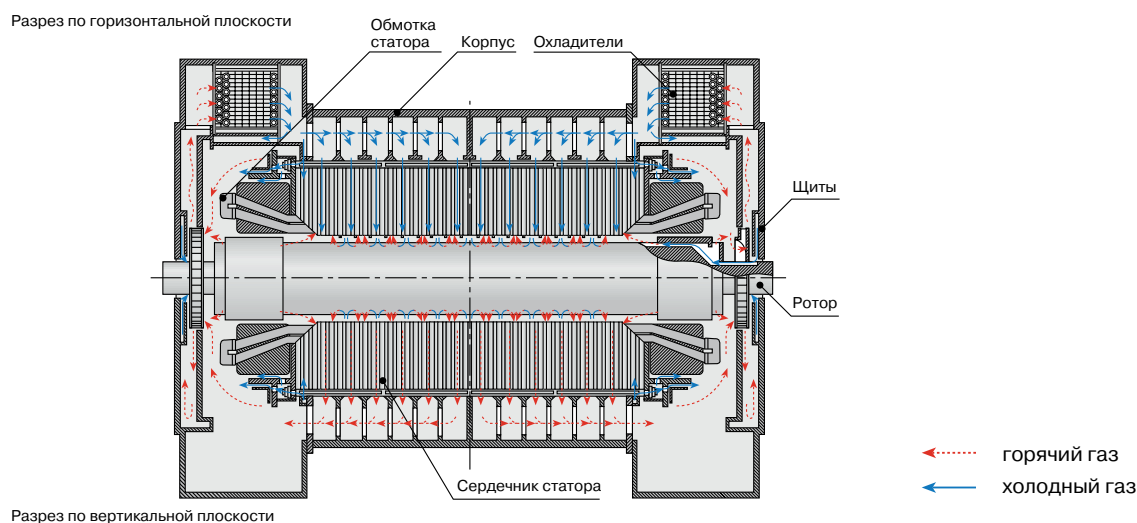 Разрез по горизонтальной плоскости
Обмотка
статора
Корпус
Охладители
Щиты
Ротор
Сердечник статора
горячий газ
холодный газ
Разрез по вертикальной плоскости